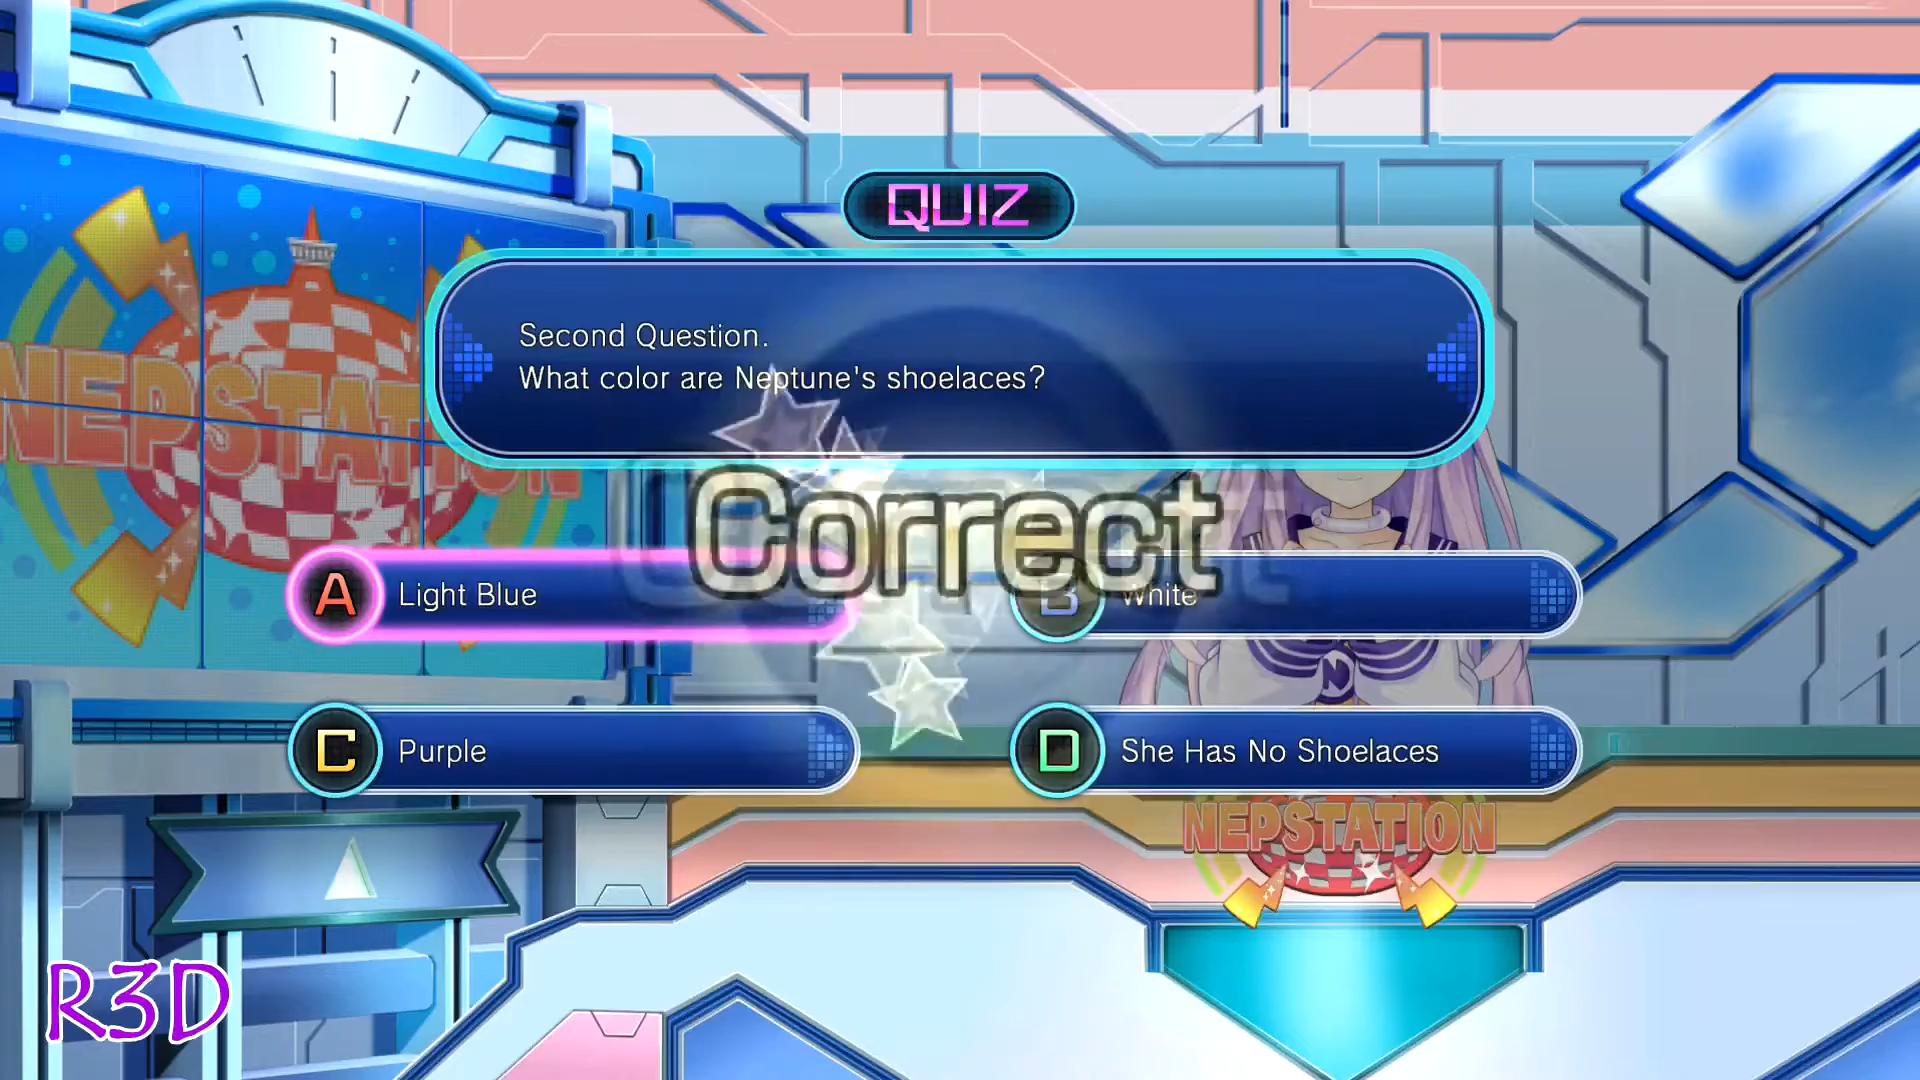 QUIZ
Second Question.
What color are Neptune's shoelaces?
NEPSTATION
Correct
A Light Blue
B White
N
C Purple
D She Has No Shoelaces
NEPSTATION
R3D